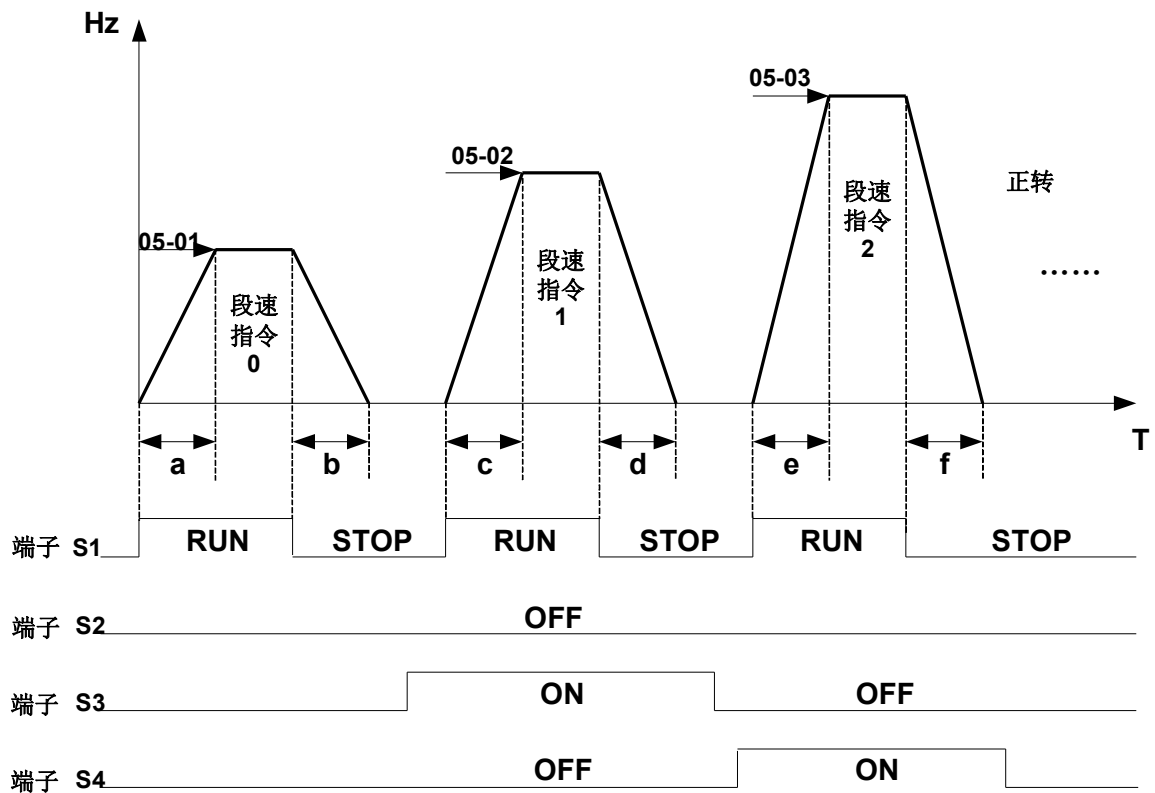 Hz
05-03
05-02
正转
段速
指令
2
05-01
段速
指令
1
……
段速
指令
0
T
a
b
c
d
e
f
端子 S1
RUN
STOP
RUN
STOP
RUN
STOP
端子 S2
OFF
端子 S3
ON
OFF
端子 S4
OFF
ON